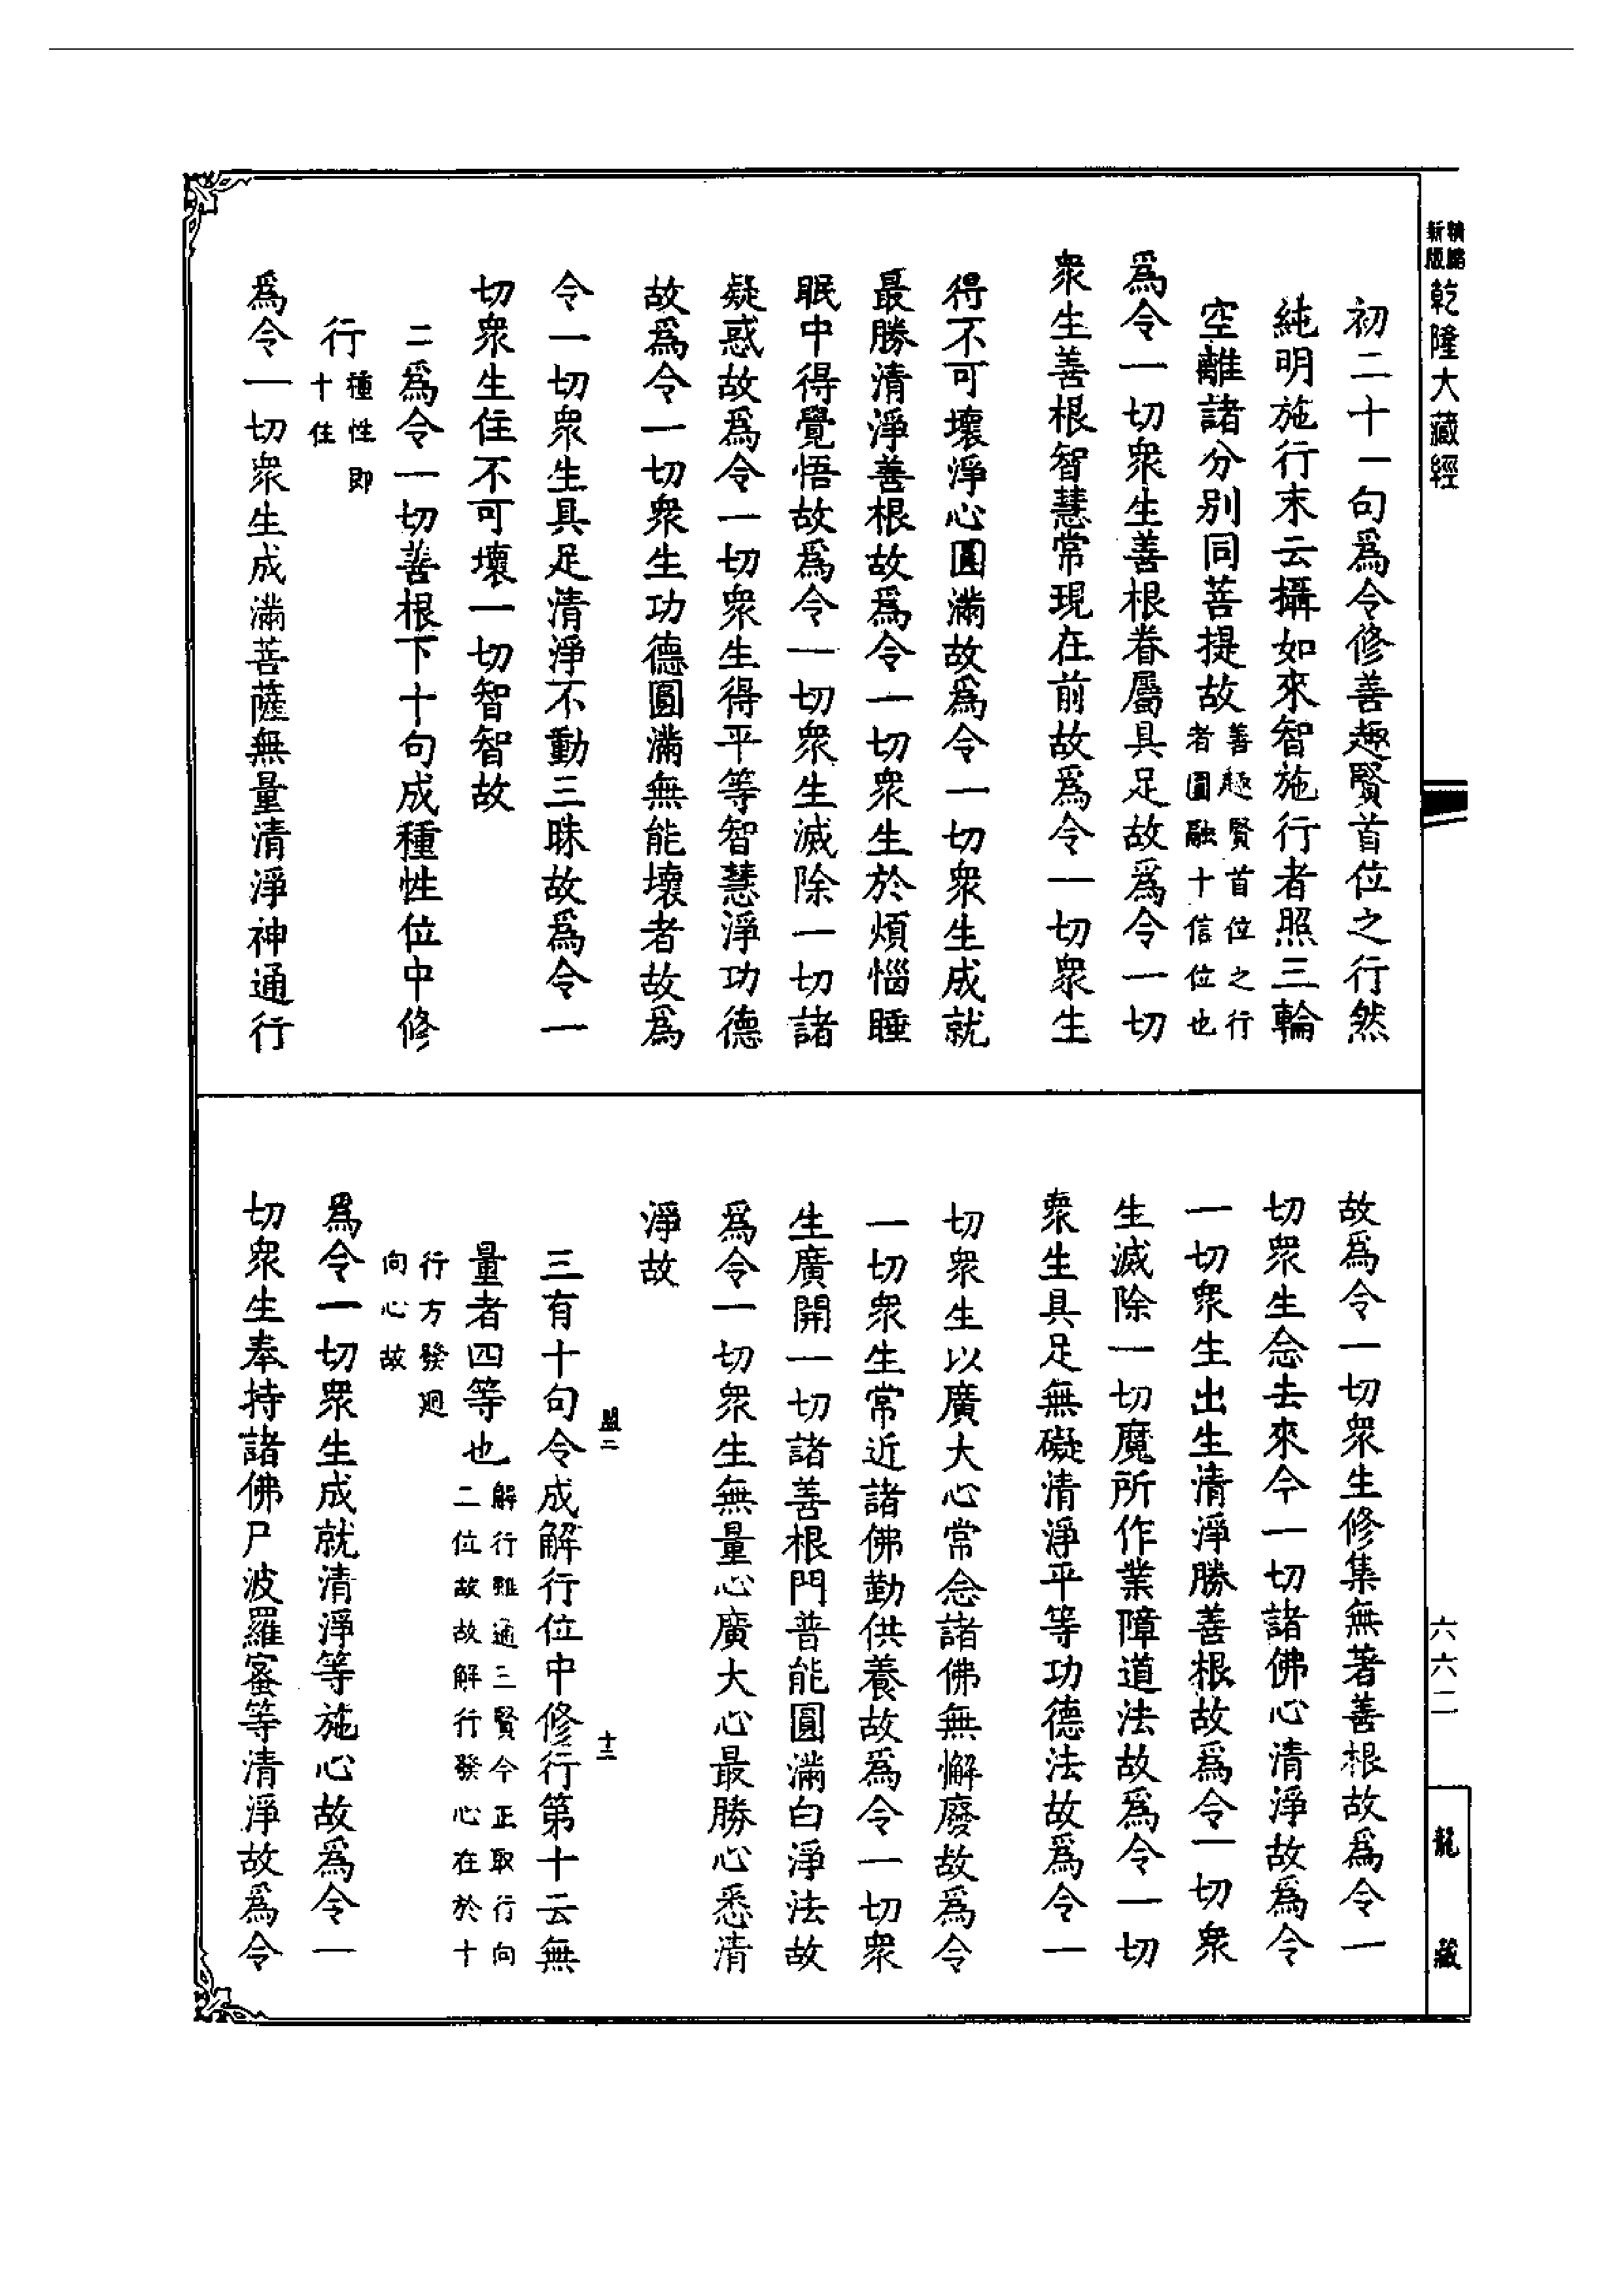 精縮新版乾隆大藏經
六六二
龍藏
初二十一句爲令修善趣賢首位之行然
純明施行末云攝如來智施行者照三輪
空離諸分別同菩提故善趣賢首位之行者圓融十信位也
爲令一切衆生善根眷屬具足故爲令一切
衆生善根智慧常現在前故爲令一切衆生
得不可壞淨心圓滿故爲令一切衆生成就
最勝清淨善根故爲令一切衆生於煩惱睡
眠中得覺悟故爲令一切衆生滅除一切諸
疑惑故爲令一切衆生得平等智慧淨功德
故爲令一切衆生功德圓滿無能壞者故爲
令一切衆生具足清淨不動三昧故爲令一
切衆生住不可壞一切智智故
二爲令一切善根下十句成種性位中修
行種性即十住
爲令一切衆生成滿菩薩無量清淨神通行
故爲令一切衆生修集無著善根故爲令一
切衆生念去來今一切諸佛心清淨故爲令
一切衆生出生清淨勝善根故爲令一切衆
生滅除一切魔所作業障道法故爲令一切
衆生具足無礙清淨平等功德法故爲令一
切衆生以廣大心常念諸佛無懈廢故爲令
一切衆生常近諸佛勤供養故爲令一切衆
生廣開一切諸善根門普能圓滿白淨法故
爲令一切衆生無量心廣大心最勝心悉清
淨故
盟二
十三
三有十句令成解行位中修行第十云無
量者四等也解行雖通三賢今正取行向二位故故解行發心在於十
行方發迴向心故
爲令一切衆生成就清淨等施心故爲令一
切衆生奉持諸佛尸波羅蜜等清淨故爲令